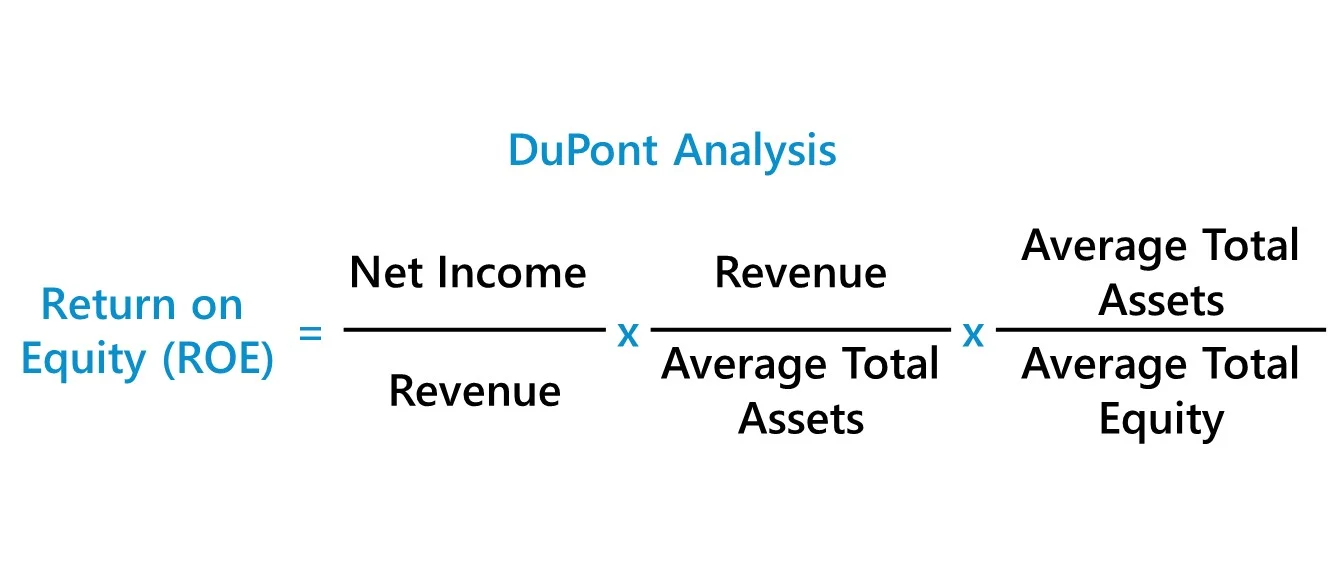 DuPont Analysis
Return on
Equity (ROE)
=
Net Income
Revenue
x
Revenue
Average Total
Assets
x
Average Total
Assets
Average Total
Equity